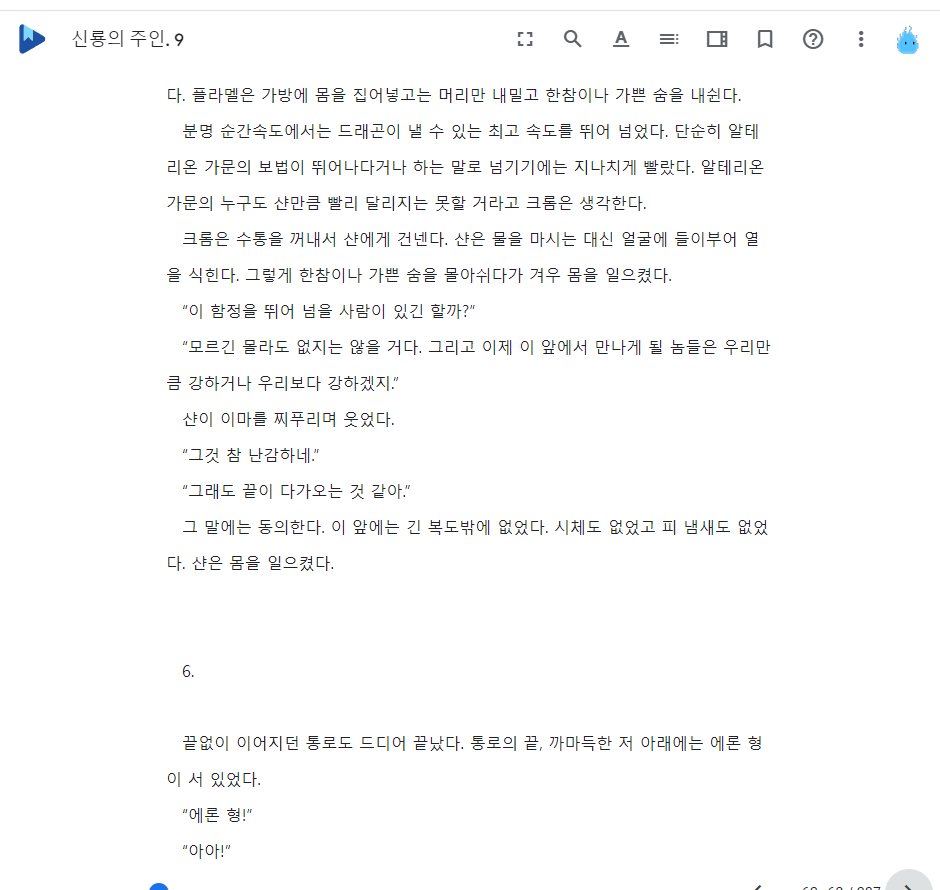 신룡의 주인. 9
다. 플라멜은 가방에 몸을 집어넣고는 머리만 내밀고 한참이나 가쁜 숨을 내쉰다.
분명 순간속도에서는 드래곤이 낼 수 있는 최고 속도를 뛰어 넘었다. 단순히 알테
리온 가문의 보법이 뛰어나다거나 하는 말로 넘기기에는 지나치게 빨랐다. 알테리온
가문의 누구도 샨만큼 빨리 달리지는 못할 거라고 크롬은 생각한다.
크롬은 수통을 꺼내서 샨에게 건넨다. 샨은 물을 마시는 대신 얼굴에 들이부어 열
을 식힌다. 그렇게 한참이나 가쁜 숨을 몰아쉬다가 겨우 몸을 일으켰다.
“이 함정을 뛰어 넘을 사람이 있긴 할까?”
“모르긴 몰라도 없지는 않을 거다. 그리고 이제 이 앞에서 만나게 될 놈들은 우리만
큼 강하거나 우리보다 강하겠지.”
샨이 이마를 찌푸리며 웃었다.
“그것 참 난감하네.”
“그래도 끝이 다가오는 것 같아.”
그 말에는 동의한다. 이 앞에는 긴 복도밖에 없었다. 시체도 없었고 피 냄새도 없었
다. 샨은 몸을 일으켰다.
6.
끝없이 이어지던 통로도 드디어 끝났다. 통로의 끝, 까마득한 저 아래에는 에론 형
이 서 있었다.
“에론 형!”
“아아!”